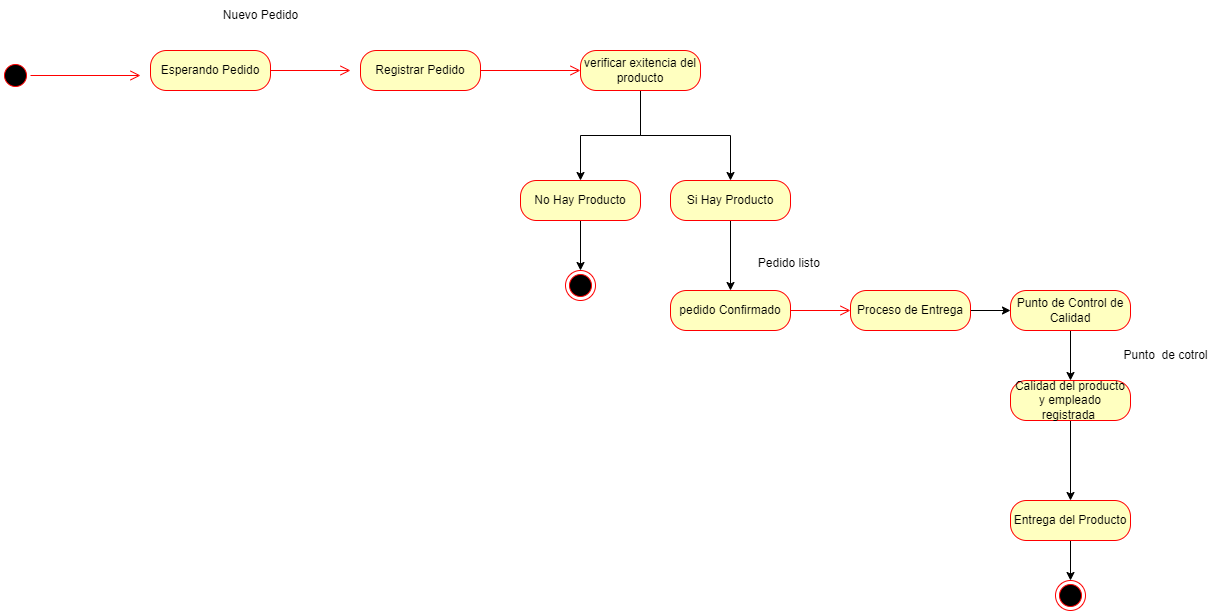 Nuevo Pedido
Esperando Pedido
Registrar Pedido
verificar exitencia del
producto
No Hay Producto
Si Hay Producto
Pedido listo
pedido Confirmado
Proceso de Entrega
Punto de Control de
Calidad
Punto  de cotrol
Calidad del producto
y empleado
registrada
Entrega del Producto